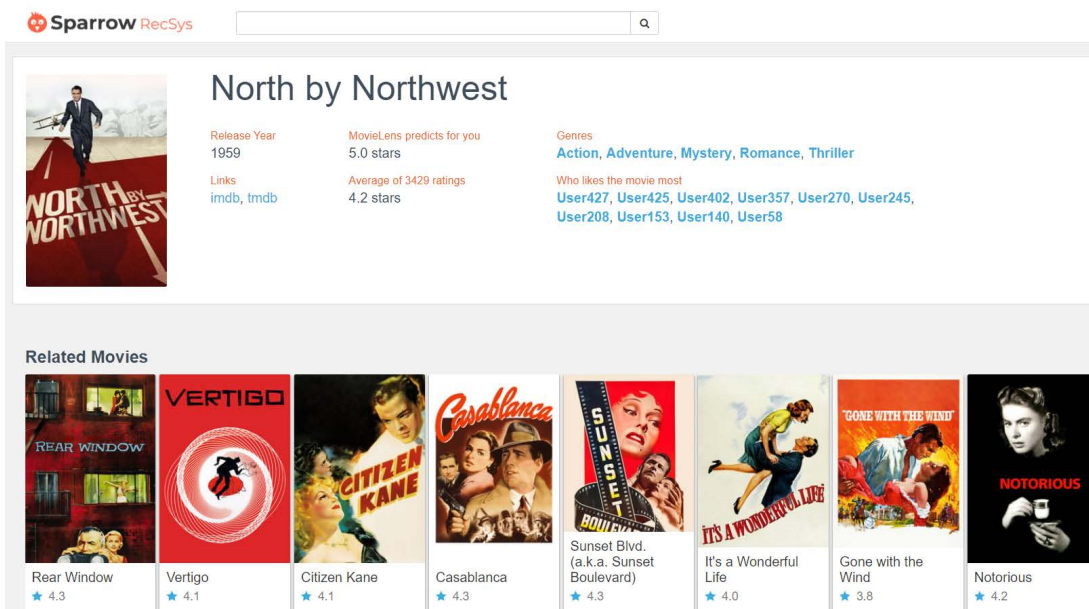 Sparrow RecSys
North by Northwest
Release Year
1959
MovieLens predicts for you
5.0 stars
Genres
Action, Adventure, Mystery, Romance, Thriller
Links
imdb, tmdb
Average of 3429 ratings
4.2 stars
Who likes the movie most
User427, User425, User402, User357, User270, User245,
User208, User153, User140, User58
NORTH BY
NORTHWEST
Related Movies
REAR WINDOW
VERTIGO
CITIZEN
KANE
Casablanca
SUNSET
BOULEVARD
IT'S A WONDERFUL LIFE
"GONE WITH THE WIND"
NOTORIOUS
Rear Window
4.3
Vertigo
4.1
Citizen Kane
4.1
Casablanca
4.3
Sunset Blvd.
(a.k.a. Sunset
Boulevard)
4.3
It's a Wonderful
Life
4.0
Gone with the
Wind
3.8
Notorious
4.2